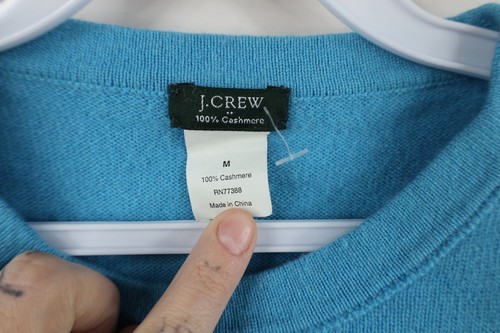 J.CREW
100% Cashmere
M
100% Cashmere
RN77388
Made in China